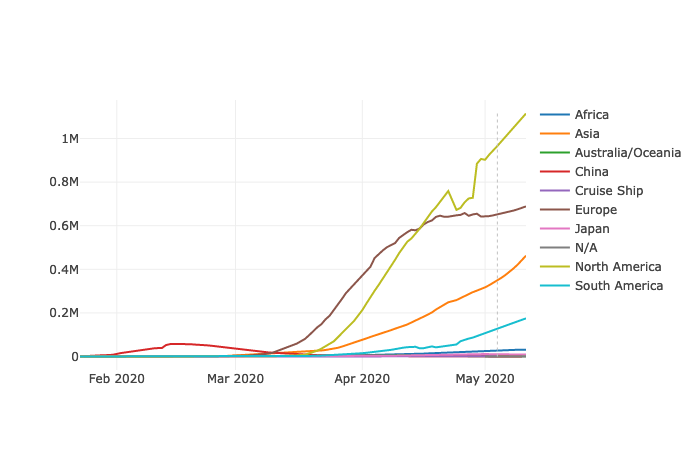 1M
0.8M
0.6M
0.4M
0.2M
0
Feb 2020
Mar 2020
Apr 2020
May 2020
Africa
Asia
Australia/Oceania
China
Cruise Ship
Europe
Japan
N/A
North America
South America